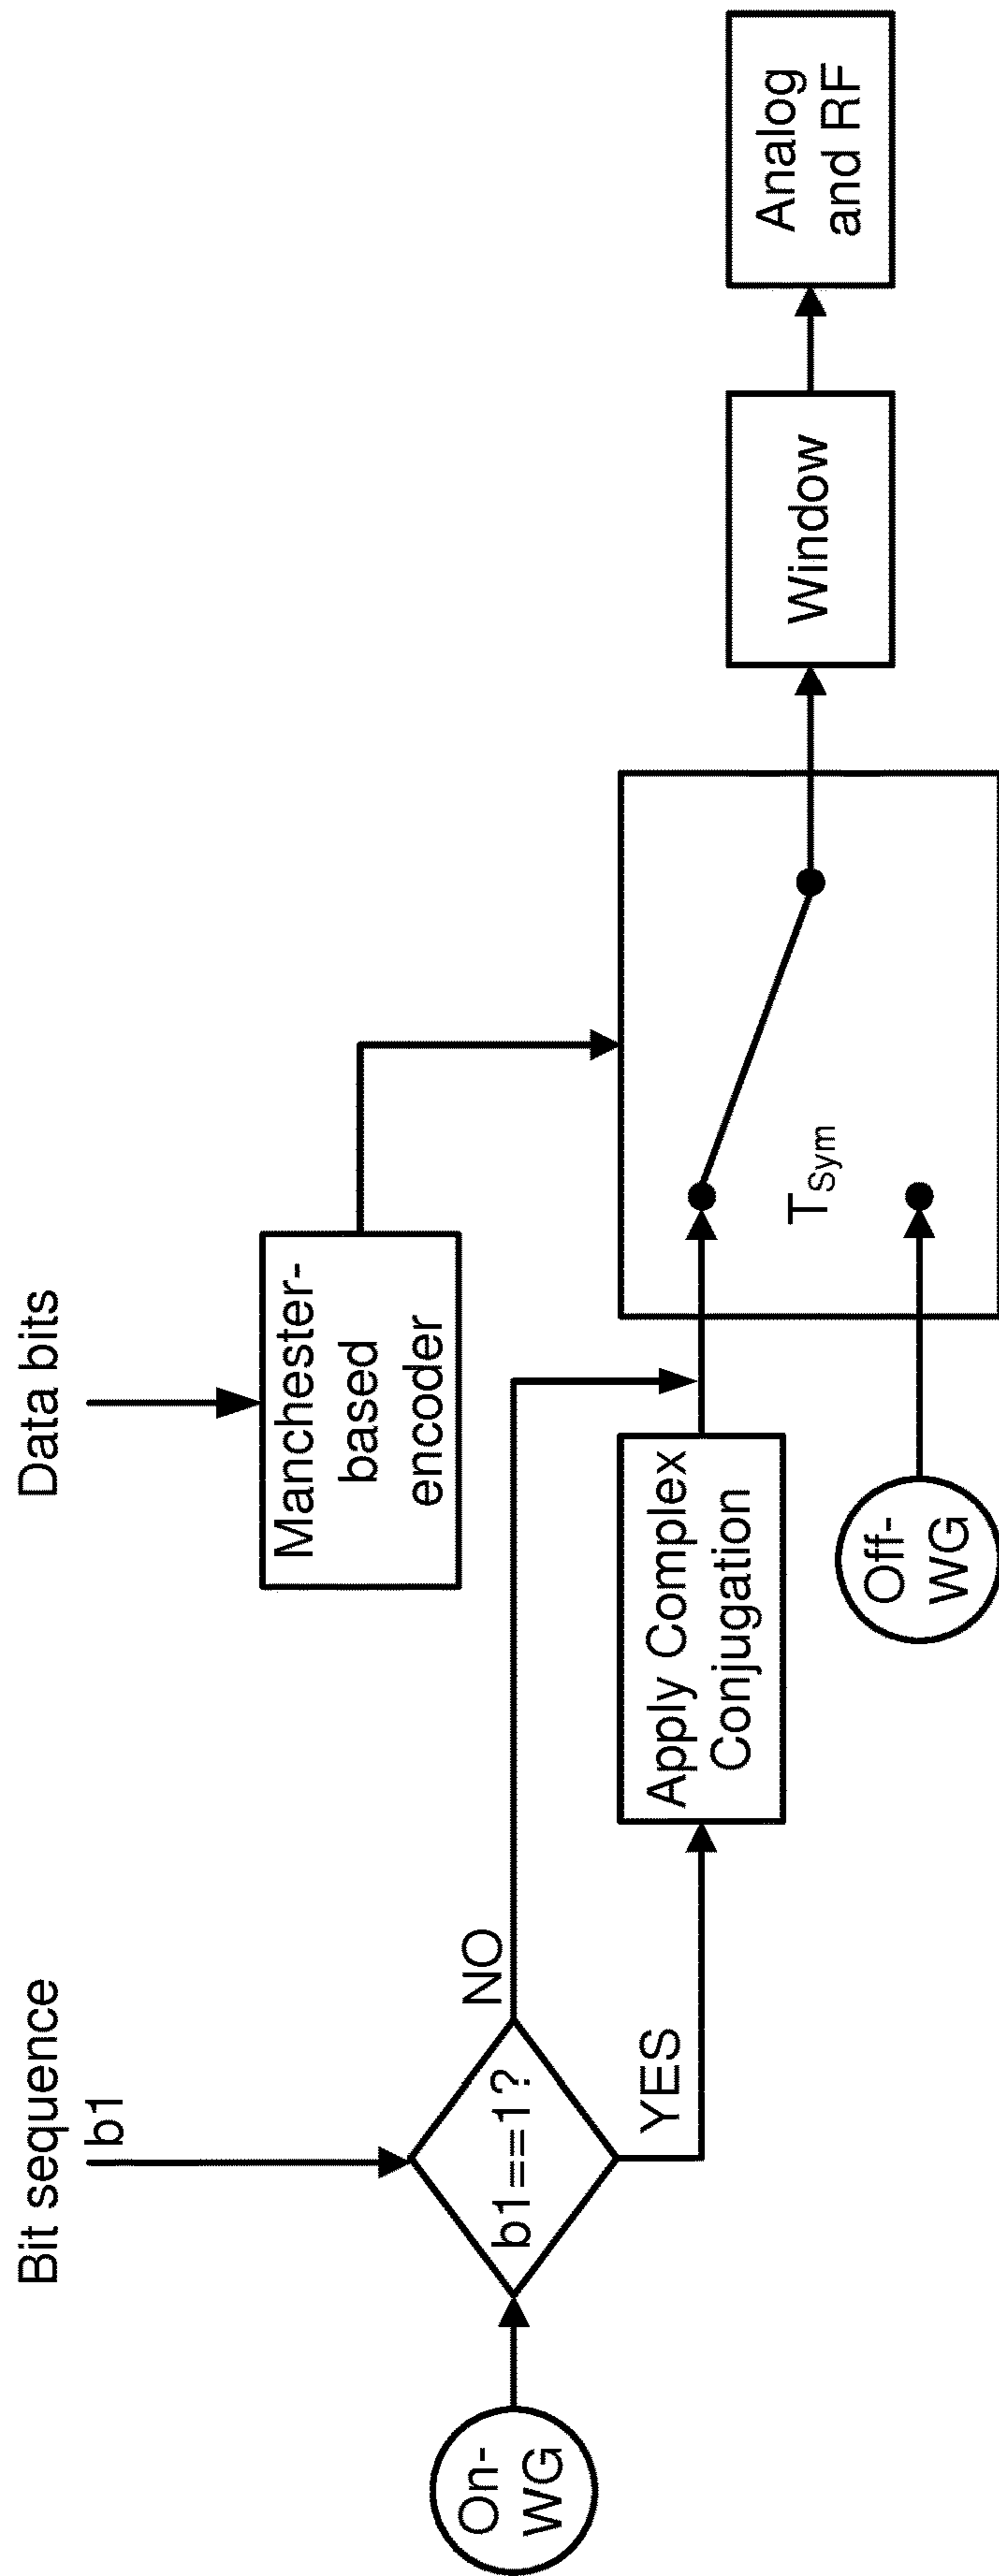 Bit sequence
b1
Data bits
On-
WG
b1==1?
NO
YES
Manchester-
based
encoder
Apply Complex
Conjugation
Off-
WG
TSym
Window
Analog
and RF